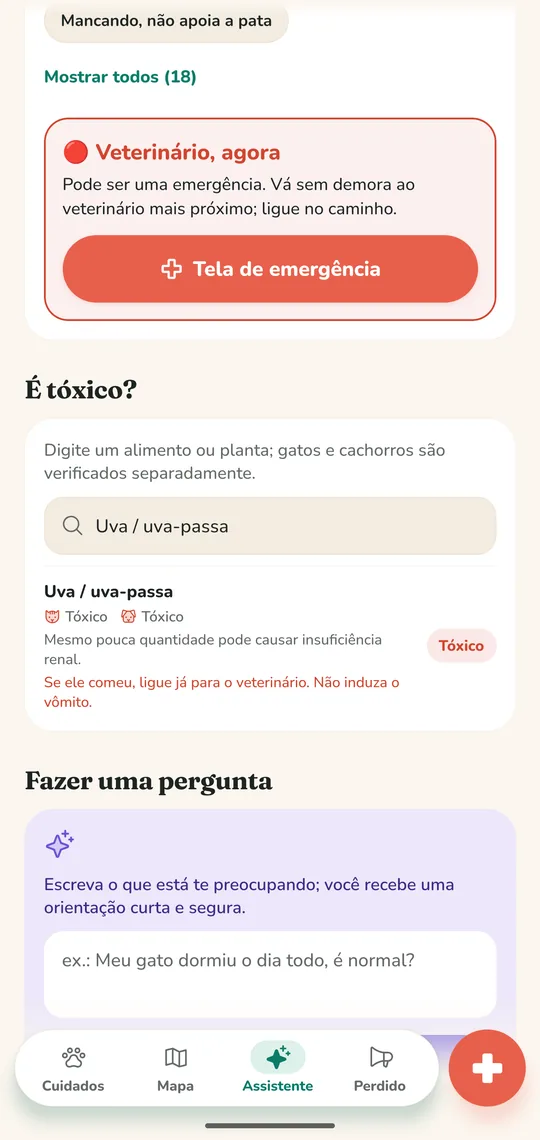 Mancando, não apoia a pata
Mostrar todos (18)
Veterinário, agora
Pode ser uma emergência. Vá sem demora ao
veterinário mais próximo; ligue no caminho.
Tela de emergência
É tóxico?
Digite um alimento ou planta; gatos e cachorros são
verificados separadamente.
Uva / uva-passa
Uva / uva-passa
Tóxico Tóxico
Mesmo pouca quantidade pode causar insuficiência
renal.
Tóxico
Se ele comeu, ligue já para o veterinário. Não induza o
vômito.
Fazer uma pergunta
Escreva o que está te preocupando; você recebe uma
orientação curta e segura.
ex.: Meu gato dormiu o dia todo, é normal?
Cuidados Mapa Assistente Perdido